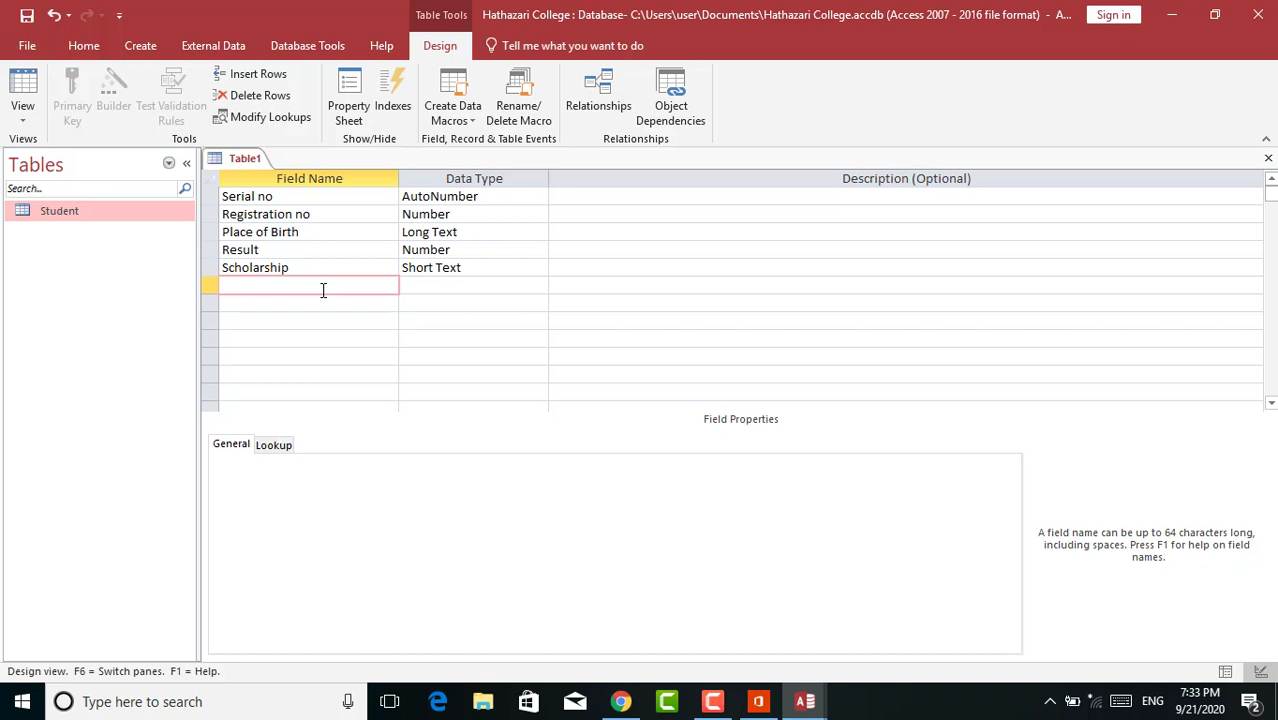 Table Tools
Hathazari College : Database- C:\Users\user\Documents\Hathazari College.accdb (Access 2007 - 2016 file format) - A...
Sign in
File
Home
Create
External Data
Database Tools
Help
Design
Tell me what you want to do
View
Primary Key
Builder
Test Validation Rules
Insert Rows
Delete Rows
Modify Lookups
Property Sheet
Indexes
Create Data Macros
Rename/ Delete Macro
Relationships
Object Dependencies
Views
Tools
Show/Hide
Field, Record & Table Events
Relationships
Tables
Search...
Student
Table1
Field Name Data Type Description (Optional)
Serial no AutoNumber
Registration no Number
Place of Birth Long Text
Result Number
Scholarship Short Text
Field Properties
General Lookup
A field name can be up to 64 characters long,
including spaces. Press F1 for help on field
names.
Design view. F6 = Switch panes. F1 = Help.
Type here to search
ENG
7:33 PM
9/21/2020
2